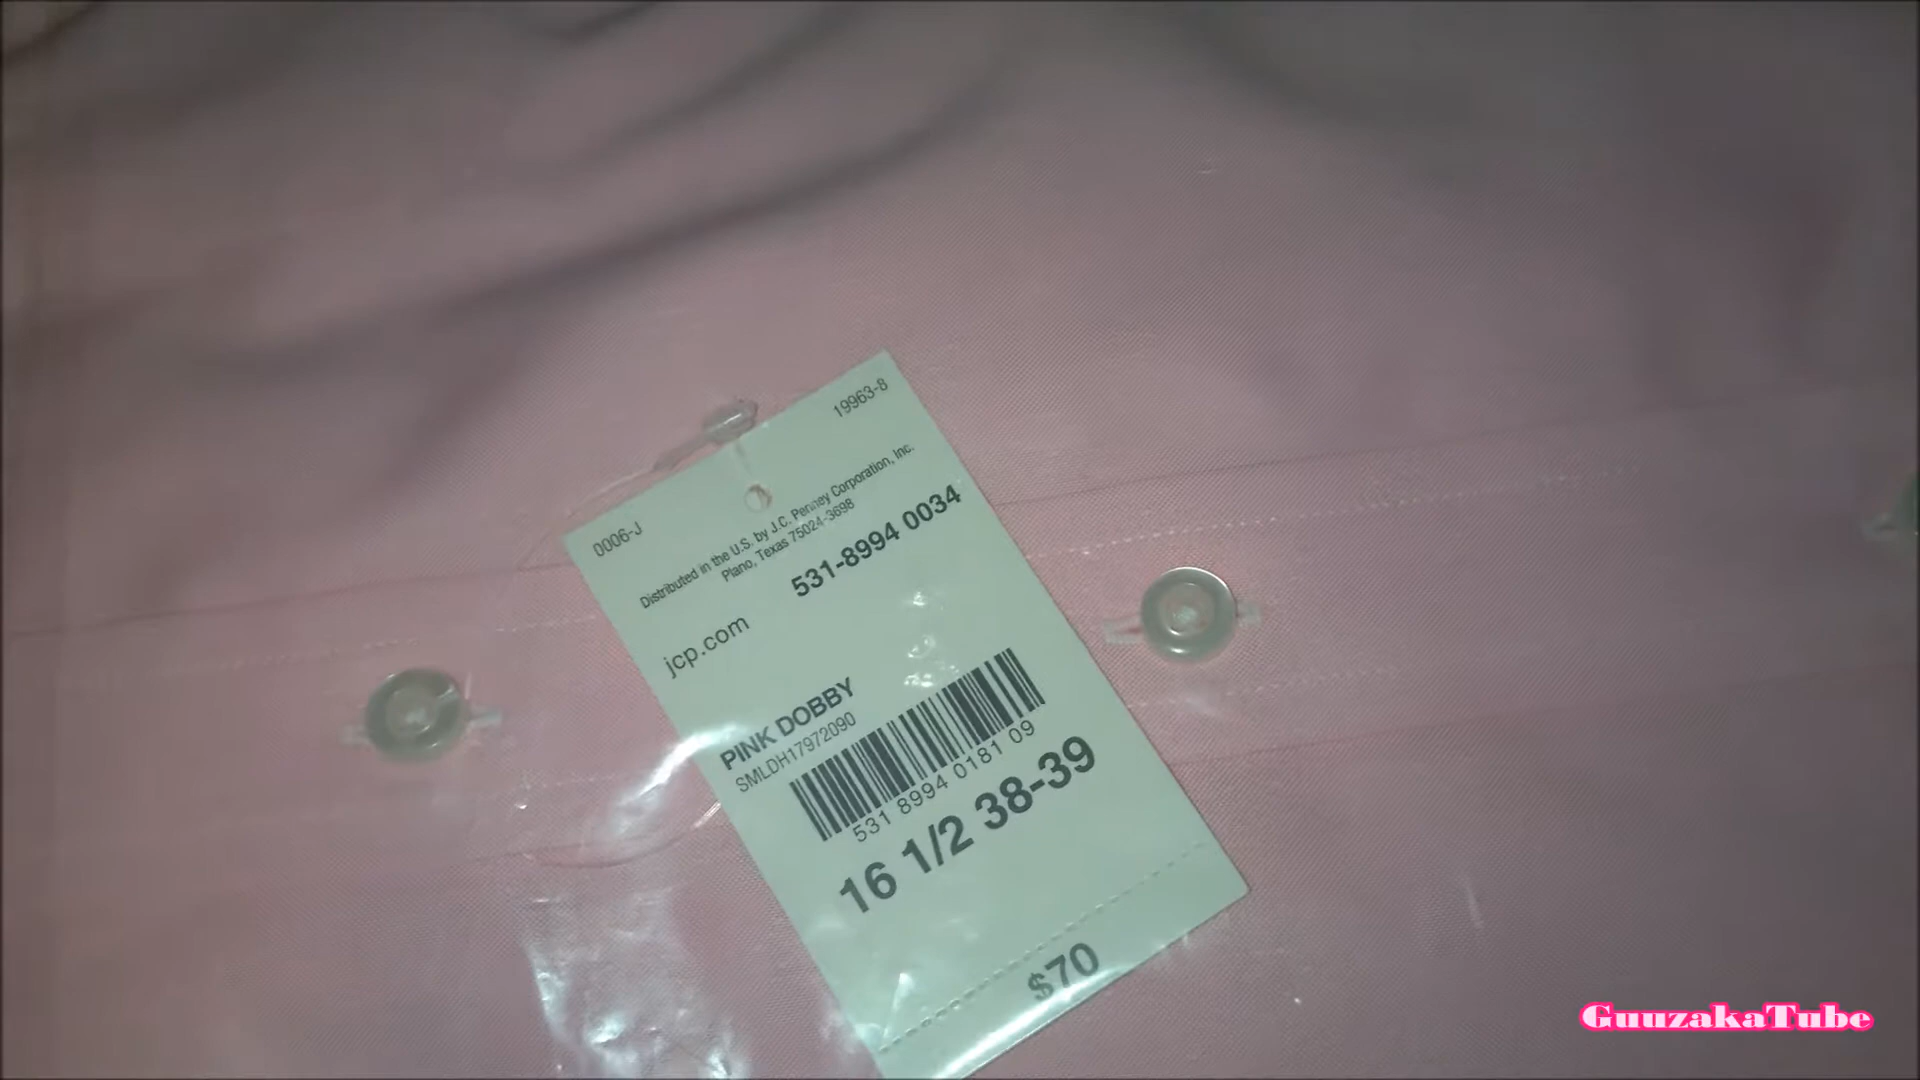 0006-J
19963-8
Distributed in the U.S. by J.C. Penney Corporation, Inc.
Plano, Texas 75024-3698
531-8994 0034
jcp.com
PINK DOBBY
SMLDH17972090
531 8994 0181 09
16 1/2 38-39
$70
GuuzakaTube